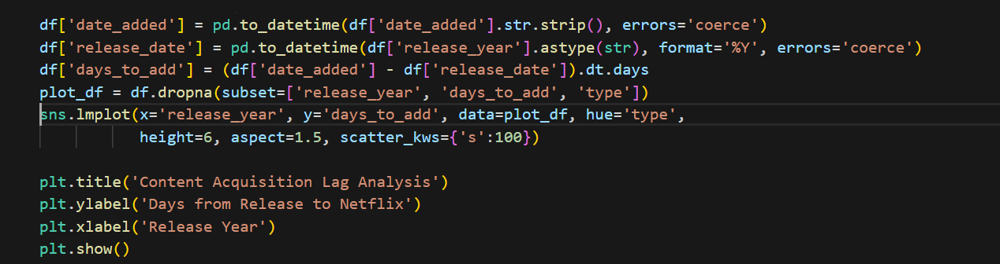 df['date_added'] = pd.to_datetime(df['date_added'].str.strip(), errors='coerce')
df['release_date'] = pd.to_datetime(df['release_year'].astype(str), format='%Y', errors='coerce')
df['days_to_add'] = (df['date_added'] - df['release_date']).dt.days
plot_df = df.dropna(subset=['release_year', 'days_to_add', 'type'])
sns.lmplot(x='release_year', y='days_to_add', data=plot_df, hue='type',
           height=6, aspect=1.5, scatter_kws={'s':100})

plt.title('Content Acquisition Lag Analysis')
plt.ylabel('Days from Release to Netflix')
plt.xlabel('Release Year')
plt.show()